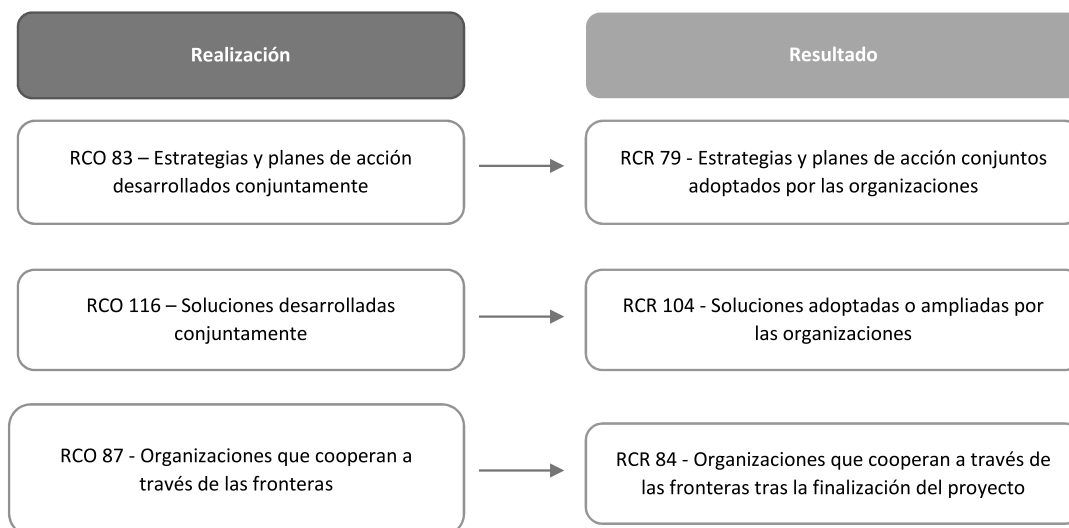 Realización
Resultado
RCO 83 – Estrategias y planes de acción
desarrollados conjuntamente
RCR 79 - Estrategias y planes de acción conjuntos
adoptados por las organizaciones
RCO 116 – Soluciones desarrolladas
conjuntamente
RCR 104 - Soluciones adoptadas o ampliadas por
las organizaciones
RCO 87 - Organizaciones que cooperan a
través de las fronteras
RCR 84 - Organizaciones que cooperan a través de
las fronteras tras la finalización del proyecto